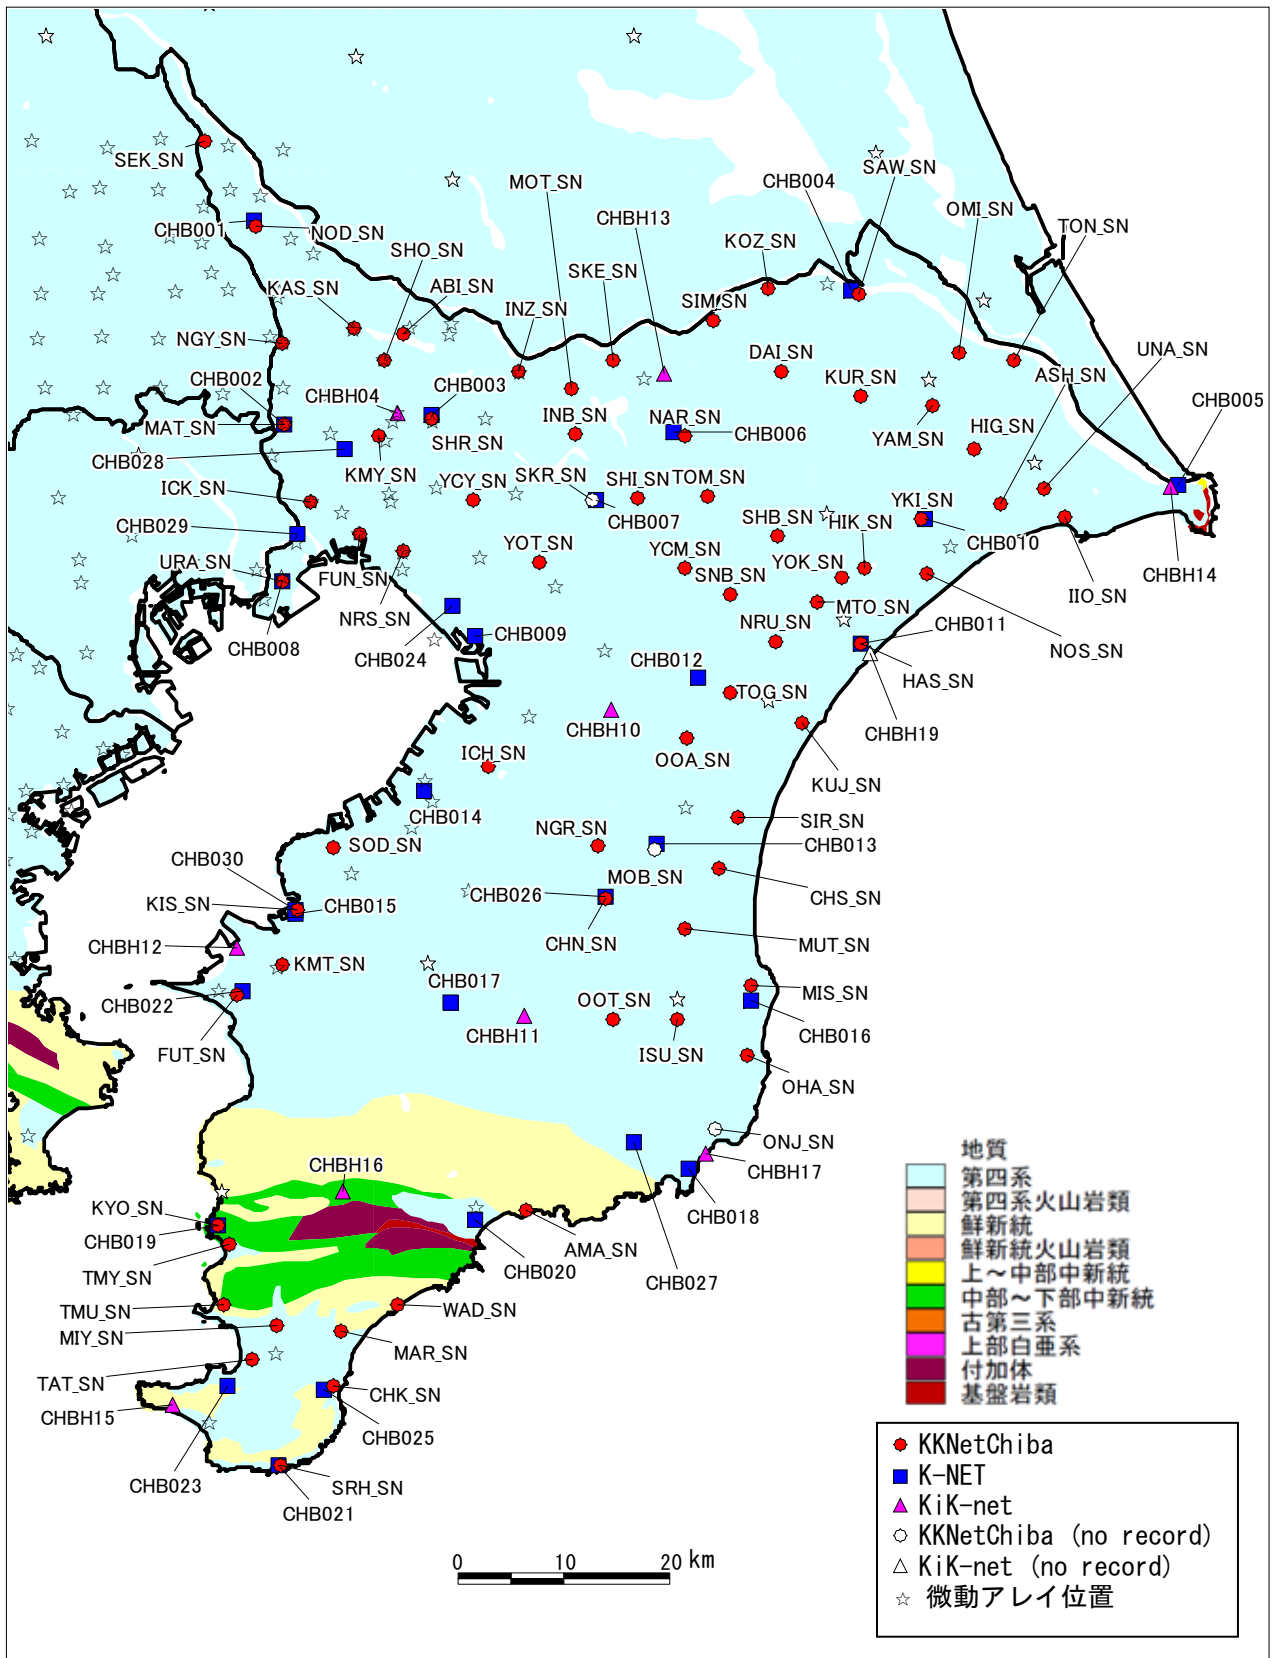 SEK_SN
CHB001
NOD_SN
SHO_SN
MOT_SN
CHBH13
CHB004
SAW_SN
OMI_SN
TON_SN
KOZ_SN
SKE_SN
KAS_SN
ABI_SN
INZ_SN
SIM_SN
NGY_SN
DAI_SN
UNA_SN
ASH_SN
CHB002
CHBH04
CHB003
KUR_SN
CHB005
MAT_SN
SHR_SN
INB_SN
NAR_SN
CHB006
YAM_SN
HIG_SN
CHB028
KMY_SN
ICK_SN
YCY_SN
SKR_SN
SHI_SN
TOM_SN
CHB007
YKI_SN
CHB029
SHB_SN
HIK_SN
CHB010
URA_SN
FUN_SN
YOT_SN
YCM_SN
YOK_SN
CHBH14
SNB_SN
IIO_SN
NRS_SN
MTO_SN
CHB008
CHB024
CHB009
NRU_SN
CHB011
NOS_SN
CHB012
HAS_SN
TOG_SN
CHBH10
CHBH19
ICH_SN
OOA_SN
KUJ_SN
CHB014
SIR_SN
SOD_SN
NGR_SN
CHB013
CHB030
MOB_SN
KIS_SN
CHB015
CHB026
CHS_SN
CHBH12
CHN_SN
MUT_SN
KMT_SN
CHB017
OOT_SN
MIS_SN
CHB022
CHB016
FUT_SN
CHBH11
ISU_SN
OHA_SN
ONJ_SN
CHBH16
CHBH17
KYO_SN
CHB018
CHB019
AMA_SN
TMY_SN
CHB020
CHB027
TMU_SN
WAD_SN
MIY_SN
MAR_SN
TAT_SN
CHK_SN
CHBH15
CHB025
CHB023
SRH_SN
CHB021
地質
第四系
第四系火山岩類
鮮新統
鮮新統火山岩類
上〜中部中新統
中部〜下部中新統
古第三系
上部白亜系
付加体
基盤岩類
KKNetChiba
K-NET
KiK-net
KKNetChiba (no record)
KiK-net (no record)
微動アレイ位置
0 10 20 km